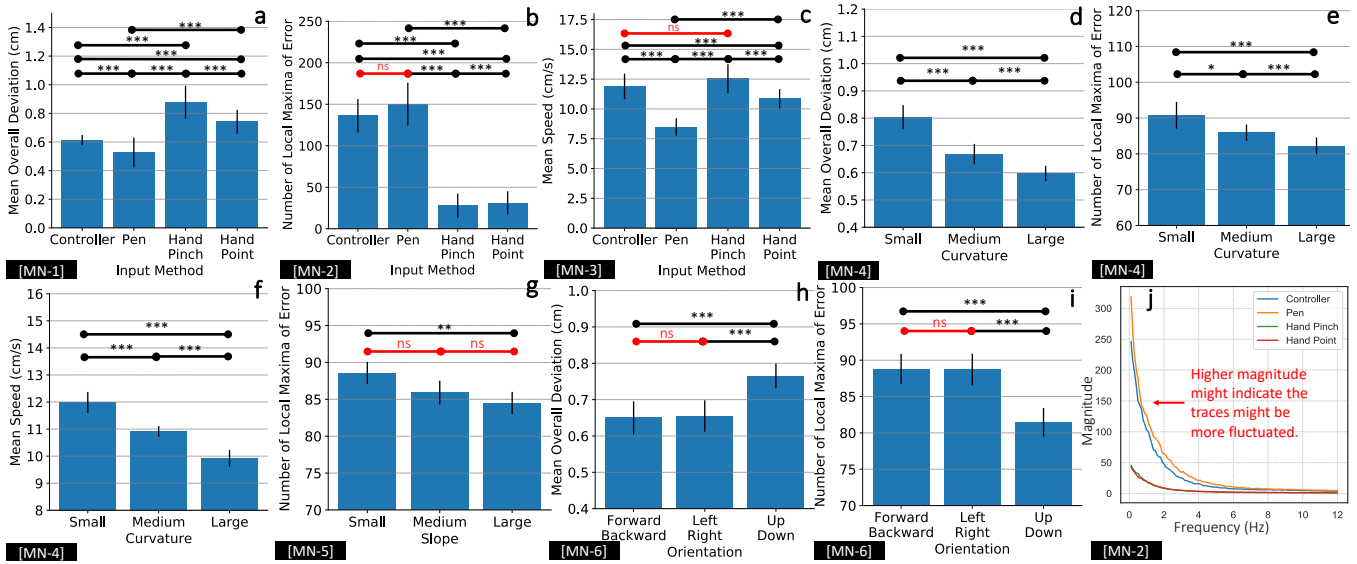 a
Mean Overall Deviation (cm)
1.4
1.2
1.0
0.8
0.6
0.4
0.2
0.0
***
***
***
*** *** ***
Controller Pen Hand Hand
Pinch Point
Input Method
[MN-1]
b
Number of Local Maxima of Error
250
200
150
100
50
0
***
***
***
ns *** ***
Controller Pen Hand Hand
Pinch Point
Input Method
[MN-2]
c
Mean Speed (cm/s)
17.5
15.0
12.5
10.0
7.5
5.0
2.5
0.0
***
ns
***
*** *** ***
Controller Pen Hand Hand
Pinch Point
Input Method
[MN-3]
d
Mean Overall Deviation (cm)
1.2
1.1
1.0
0.9
0.8
0.7
0.6
0.5
0.4
***
*** ***
Small Medium Large
Curvature
[MN-4]
e
Number of Local Maxima of Error
120
110
100
90
80
70
60
***
* ***
Small Medium Large
Curvature
[MN-4]
f
Mean Speed (cm/s)
16
15
14
13
12
11
10
9
8
***
*** ***
Small Medium Large
Curvature
[MN-4]
g
Number of Local Maxima of Error
100
95
90
85
80
75
70
**
ns ns
Small Medium Large
Slope
[MN-5]
h
Mean Overall Deviation (cm)
1.0
0.9
0.8
0.7
0.6
0.5
0.4
***
ns ***
Forward Left Up
Backward Right Down
Orientation
[MN-6]
i
Number of Local Maxima of Error
100
95
90
85
80
75
70
***
ns ***
Forward Left Up
Backward Right Down
Orientation
[MN-6]
j
Magnitude
300
250
200
150
100
50
0
Controller
Pen
Hand Pinch
Hand Point
Higher magnitude
might indicate the
traces might be
more fluctuated.
0 2 4 6 8 10 12
Frequency (Hz)
[MN-2]